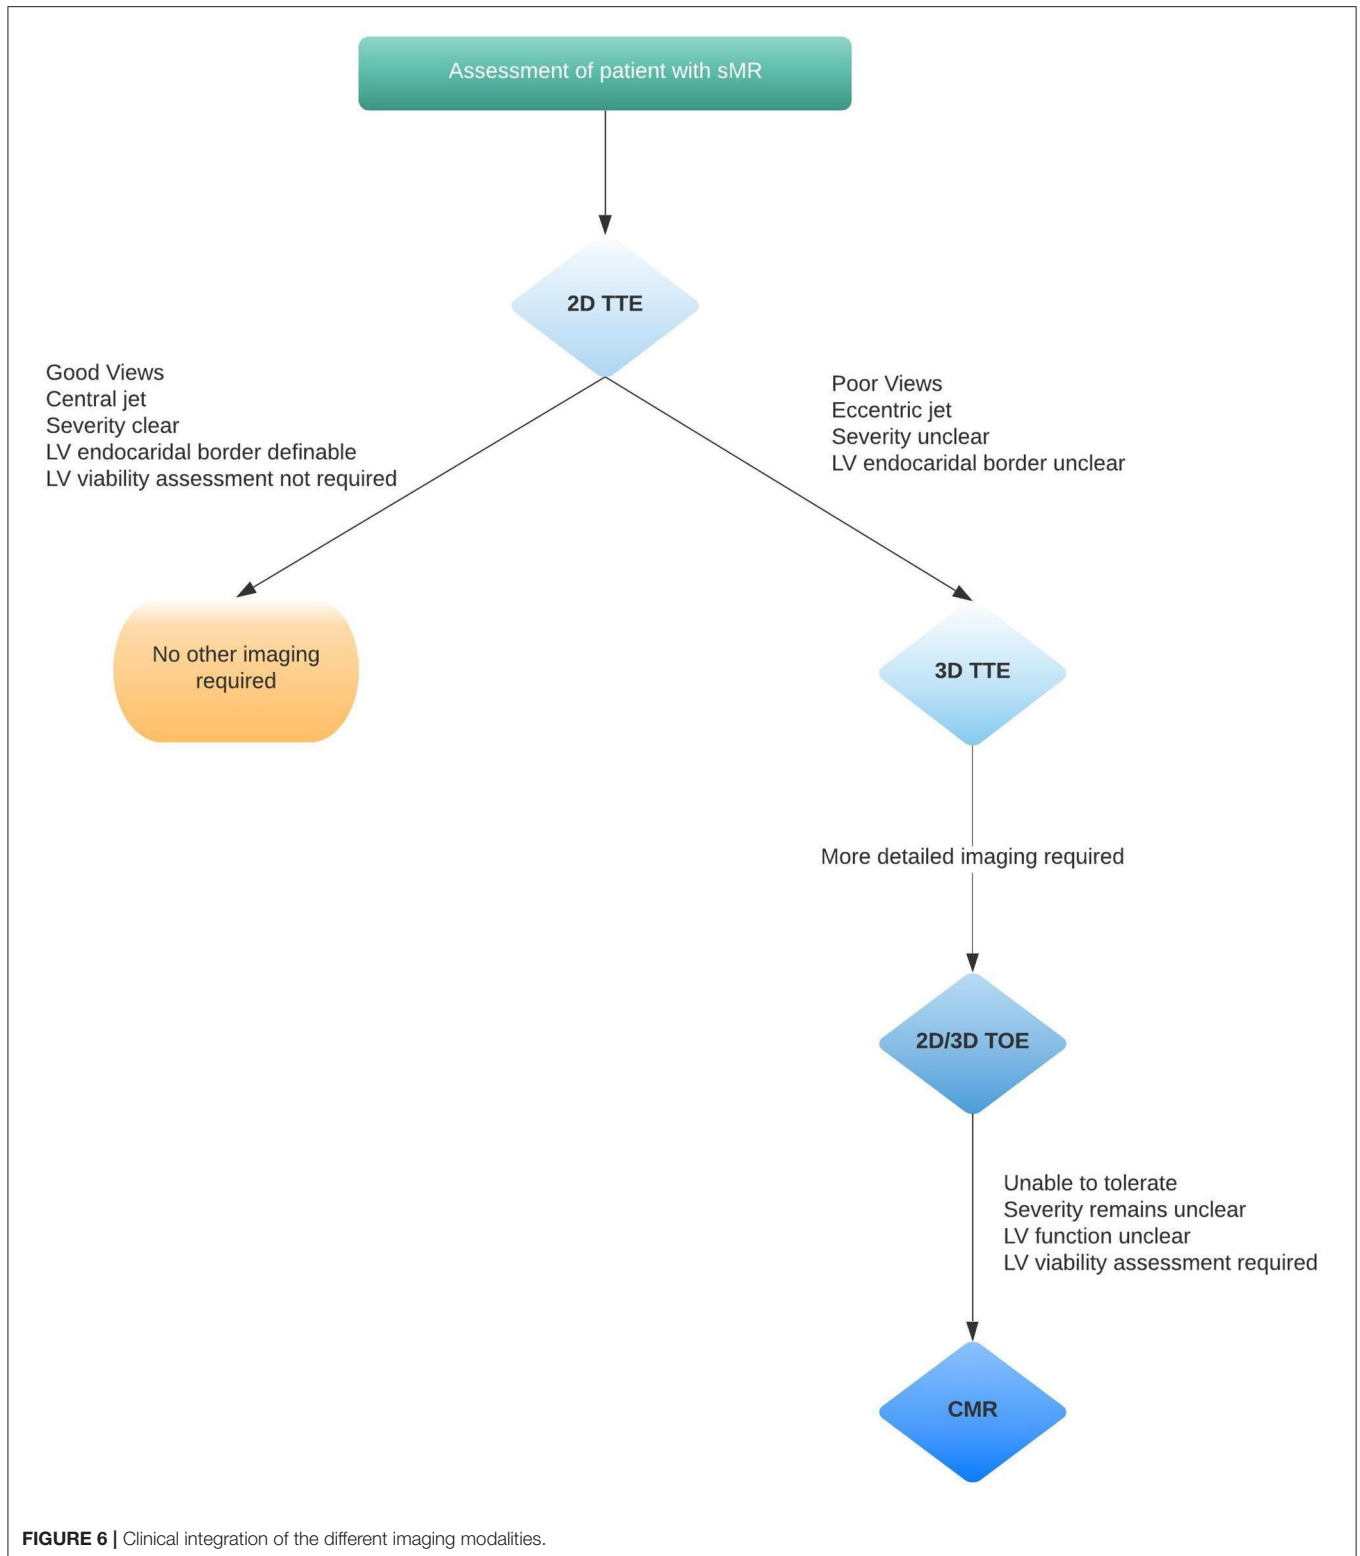 Assessment of patient with sMR
2D TTE
Good Views
Central jet
Severity clear
LV endocaridal border definable
LV viability assessment not required
Poor Views
Eccentric jet
Severity unclear
LV endocaridal border unclear
No other imaging
required
3D TTE
More detailed imaging required
2D/3D TOE
Unable to tolerate
Severity remains unclear
LV function unclear
LV viability assessment required
CMR
FIGURE 6 | Clinical integration of the different imaging modalities.